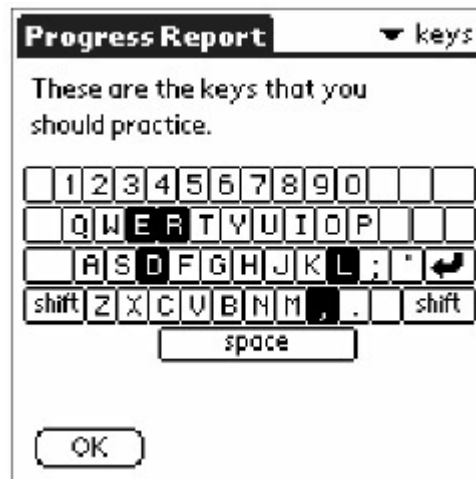 Progress Report ▼ keys
These are the keys that you
should practice.
1 2 3 4 5 6 7 8 9 0
Q W E R T Y U I O P
A S D F G H J K L ; '
shift Z X C V B N M , . shift
space
OK